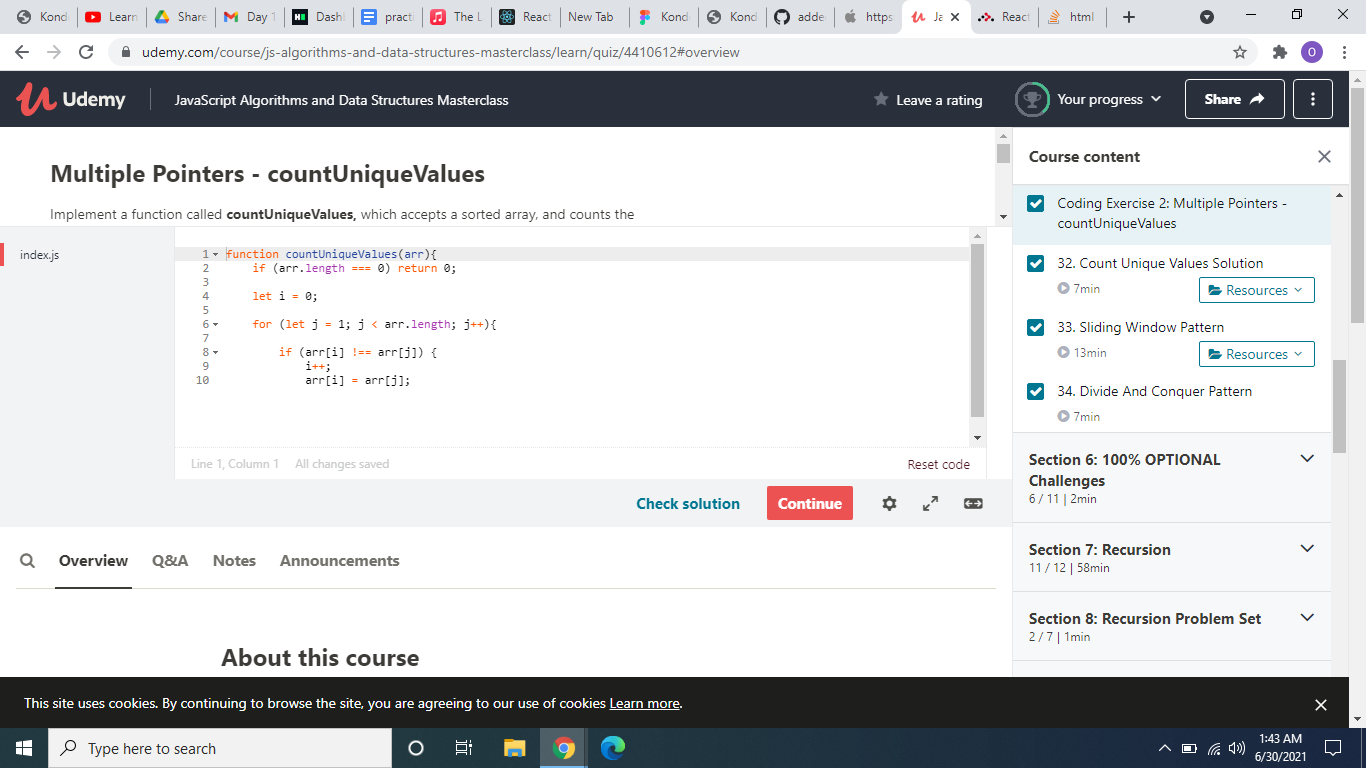 Kond
Learn
Share
Day 1
Dashl
pract
The L
React
New Tab
Kond
Kond
adde
https
Ja
React
html
udemy.com/course/js-algorithms-and-data-structures-masterclass/learn/quiz/4410612#overview
O
Udemy
JavaScript Algorithms and Data Structures Masterclass
Leave a rating
Your progress
Share
Multiple Pointers - countUniqueValues
Implement a function called countUniqueValues, which accepts a sorted array, and counts the
index.js
1 function countUniqueValues(arr){
2 if (arr.length === 0) return 0;
3
4 let i = 0;
5
6 for (let j = 1; j < arr.length; j++){
7
8 if (arr[i] !== arr[j]) {
9 i++;
10 arr[i] = arr[j];
Line 1, Column 1 All changes saved
Reset code
Check solution
Continue
Overview
Q&A
Notes
Announcements
About this course
Course content
Coding Exercise 2: Multiple Pointers -
countUniqueValues
32. Count Unique Values Solution
7min
Resources
33. Sliding Window Pattern
13min
Resources
34. Divide And Conquer Pattern
7min
Section 6: 100% OPTIONAL
Challenges
6 / 11 | 2min
Section 7: Recursion
11 / 12 | 58min
Section 8: Recursion Problem Set
2 / 7 | 1min
This site uses cookies. By continuing to browse the site, you are agreeing to our use of cookies Learn more.
Type here to search
1:43 AM
6/30/2021